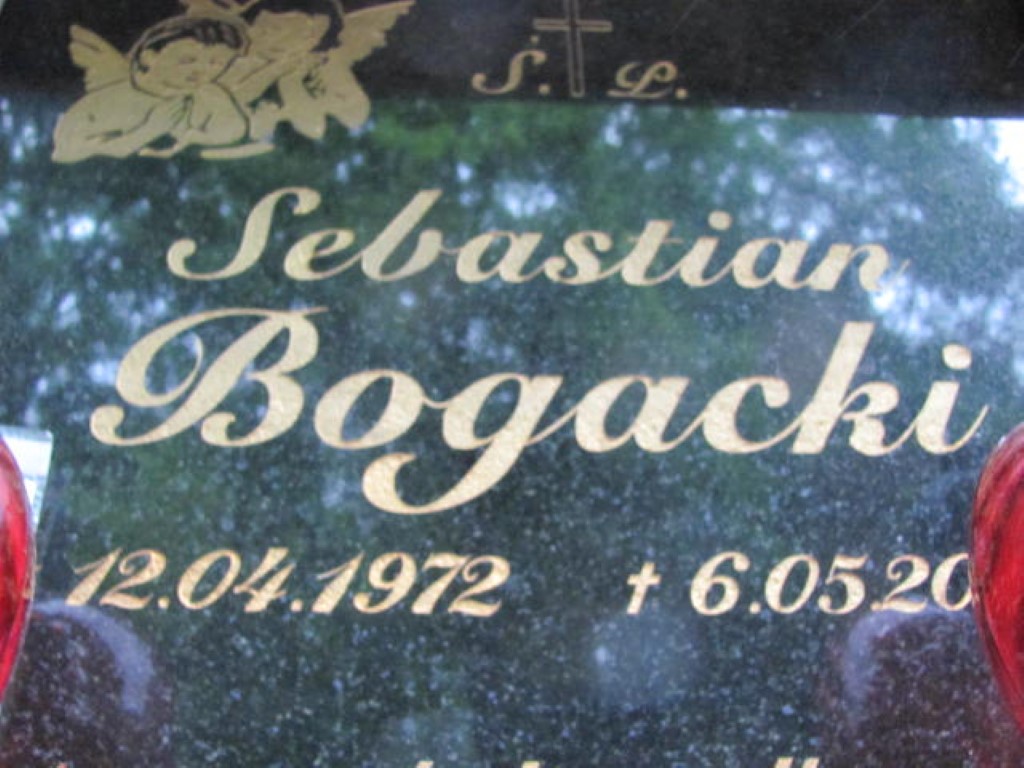 Ś. P.
Sebastian
Bogacki
12.04.1972 † 6.05.20